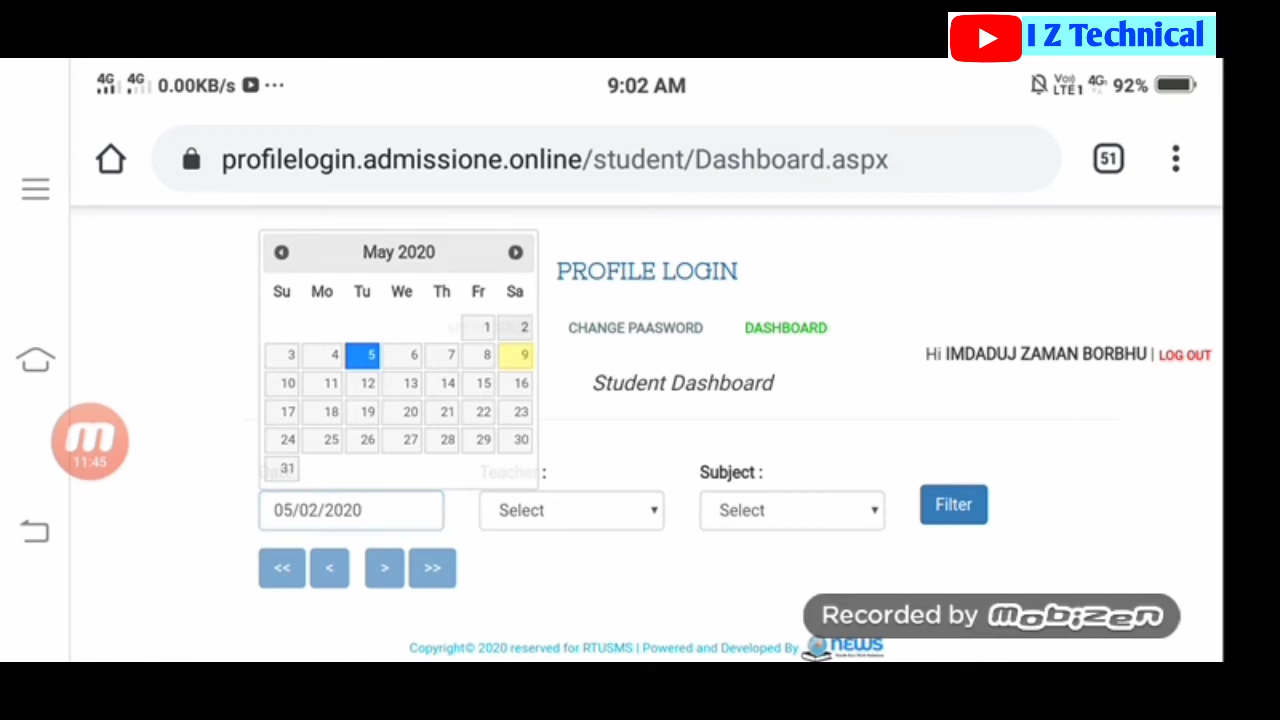 I Z Technical
4G 4G 0.00KB/s ... 9:02 AM Vo) LTE1 4G 92%
profilelogin.admissione.online/student/Dashboard.aspx 51
May 2020
Su Mo Tu We Th Fr Sa
1 2
3 4 5 6 7 8 9
10 11 12 13 14 15 16
17 18 19 20 21 22 23
24 25 26 27 28 29 30
31
PROFILE LOGIN
CHANGE PAASWORD DASHBOARD
Hi IMDADUJ ZAMAN BORBHU | LOG OUT
Student Dashboard
11:45
Teacher : Subject :
05/02/2020 Select Select Filter
<< < > >>
Recorded by Mobizen
Copyright© 2020 reserved for RTUSMS | Powered and Developed By news